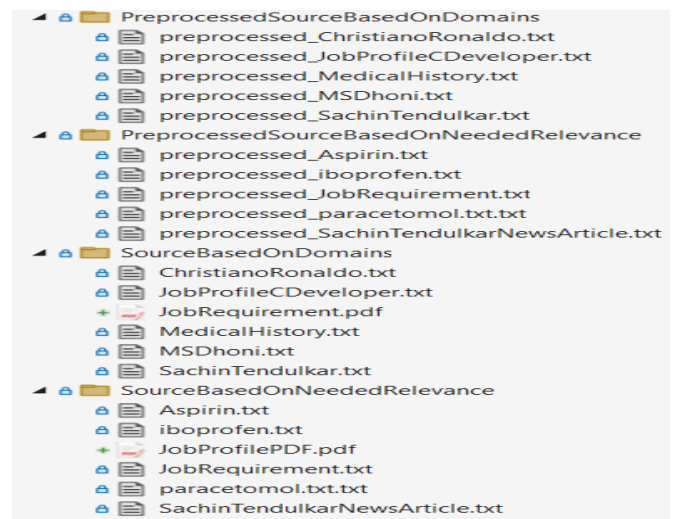 PreprocessedSourceBasedOnDomains
preprocessed_ChristianoRonaldo.txt
preprocessed_JobProfileCDeveloper.txt
preprocessed_MedicalHistory.txt
preprocessed_MSDhoni.txt
preprocessed_SachinTendulkar.txt
PreprocessedSourceBasedOnNeededRelevance
preprocessed_Aspirin.txt
preprocessed_iboprofen.txt
preprocessed_JobRequirement.txt
preprocessed_paracetomol.txt.txt
preprocessed_SachinTendulkarNewsArticle.txt
SourceBasedOnDomains
ChristianoRonaldo.txt
JobProfileCDeveloper.txt
JobRequirement.pdf
MedicalHistory.txt
MSDhoni.txt
SachinTendulkar.txt
SourceBasedOnNeededRelevance
Aspirin.txt
iboprofen.txt
JobProfilePDF.pdf
JobRequirement.txt
paracetomol.txt.txt
SachinTendulkarNewsArticle.txt